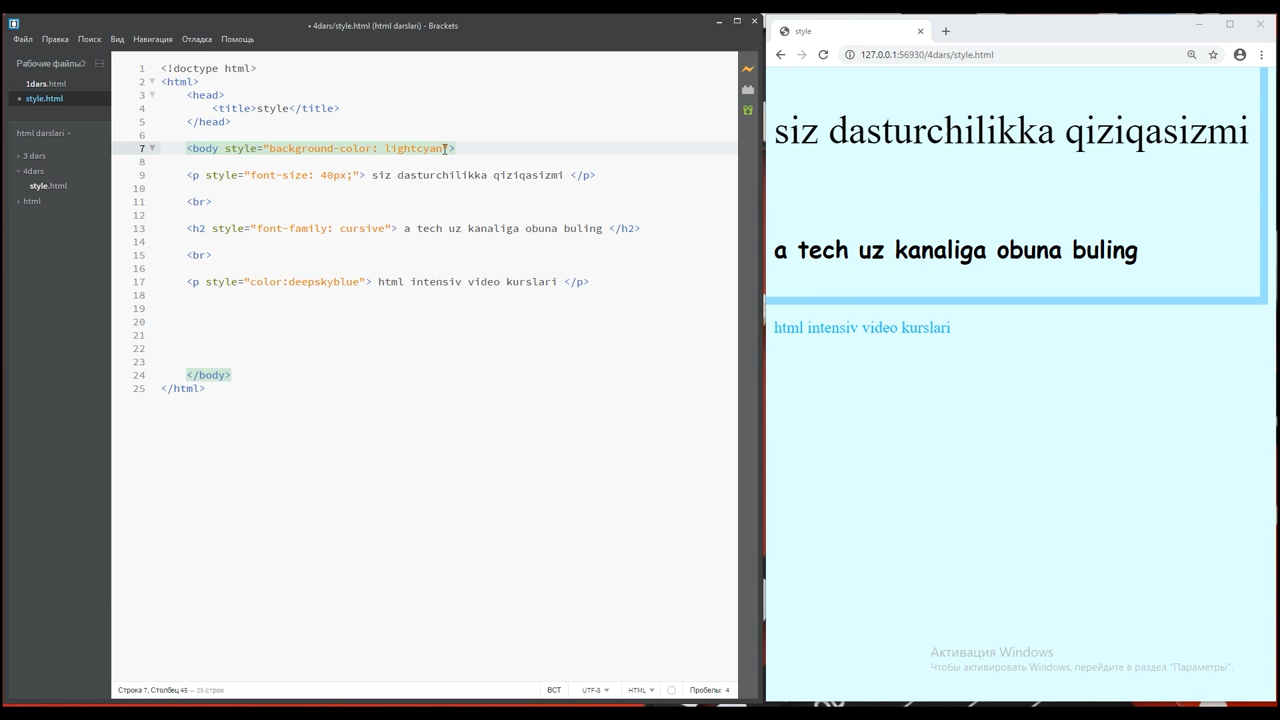 • 4dars/style.html (html darslari) - Brackets
Файл Правка Поиск Вид Навигация Отладка Помощь
Рабочие файлы
1dars.html
• style.html
html darslari
3 dars
4dars
style.html
html
1 <!doctype html>
2 <html>
3 <head>
4 <title>style</title>
5 </head>
6
7 <body style="background-color: lightcyan">
8
9 <p style="font-size: 40px;"> siz dasturchilikka qiziqasizmi </p>
10
11 <br>
12
13 <h2 style="font-family: cursive"> a tech uz kanaliga obuna buling </h2>
14
15 <br>
16
17 <p style="color:deepskyblue"> html intensiv video kurslari </p>
18
19
20
21
22
23
24 </body>
25 </html>
Строка 7, Столбец 45 — 25 строк
ВСТ UTF-8 HTML Пробелы: 4
style
127.0.0.1:56930/4dars/style.html
siz dasturchilikka qiziqasizmi
a tech uz kanaliga obuna buling
html intensiv video kurslari
Активация Windows
Чтобы активировать Windows, перейдите в раздел "Параметры".